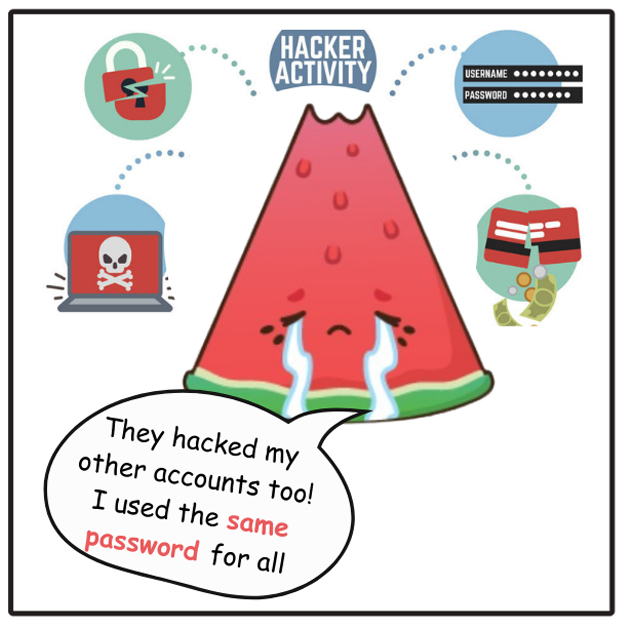 HACKER
ACTIVITY
USERNAME
PASSWORD
They hacked my
other accounts too!
I used the same
password for all